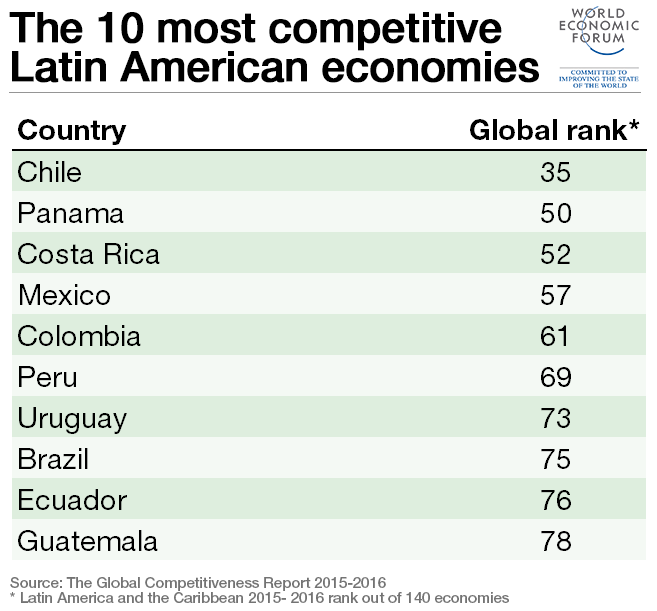 The 10 most competitive
Latin American economies
WORLD
ECONOMIC
FORUM
COMMITTED TO
IMPROVING THE STATE
OF THE WORLD
Country Global rank*
Chile 35
Panama 50
Costa Rica 52
Mexico 57
Colombia 61
Peru 69
Uruguay 73
Brazil 75
Ecuador 76
Guatemala 78
Source: The Global Competitiveness Report 2015-2016
* Latin America and the Caribbean 2015- 2016 rank out of 140 economies